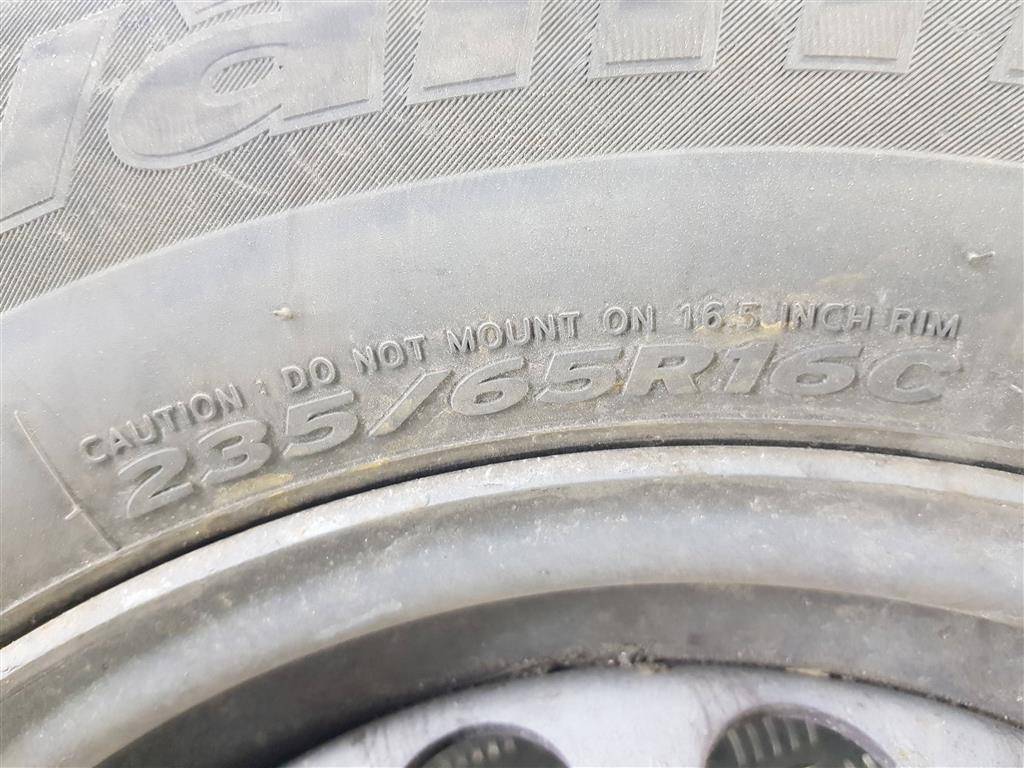 CAUTION : DO NOT MOUNT ON 16.5 INCH RIM
235/65R16C